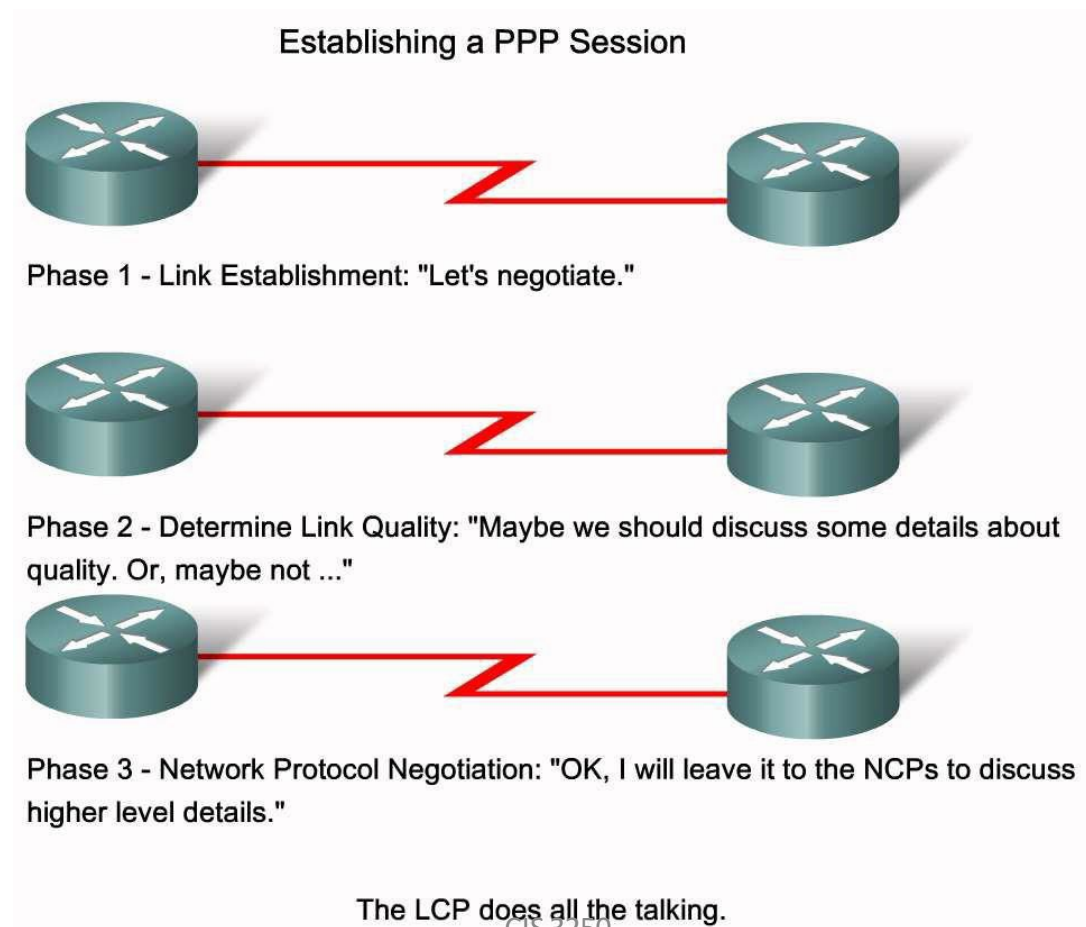 Establishing a PPP Session
Phase 1 - Link Establishment: "Let's negotiate."
Phase 2 - Determine Link Quality: "Maybe we should discuss some details about
quality. Or, maybe not ..."
Phase 3 - Network Protocol Negotiation: "OK, I will leave it to the NCPs to discuss
higher level details."
The LCP does all the talking.
CIS 3250